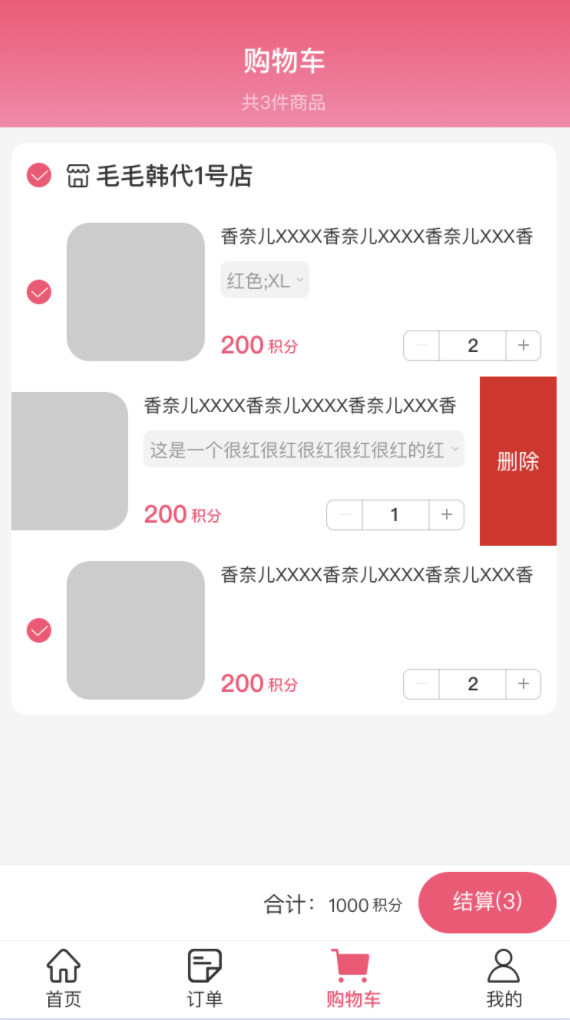 购物车
共3件商品
毛毛韩代1号店
香奈儿XXXX香奈儿XXXX香奈儿XXX香
红色;XL
200 积分
2
香奈儿XXXX香奈儿XXXX香奈儿XXX香
这是一个很红很红很红很红很红的红
200 积分
1
删除
香奈儿XXXX香奈儿XXXX香奈儿XXX香
200 积分
2
合计： 1000 积分
结算(3)
首页
订单
购物车
我的